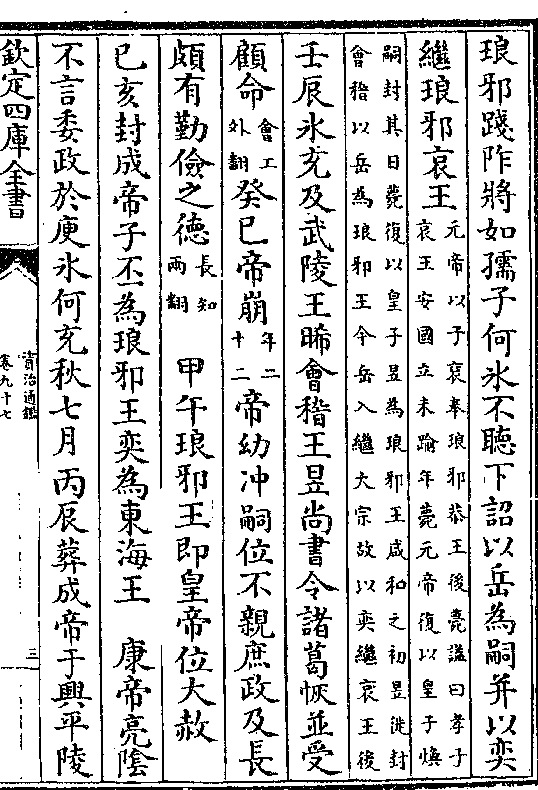 琅邪踐阼將如孺子何氷不聽下詔以岳為嗣并以奕
繼琅邪哀王元帝以子裒奉琅邪恭王後薨諡曰孝子
哀王安國立未踰年薨元帝復以皇子煥
嗣封其日薨復以皇子昱為琅邪王咸和之初昱徙封
會稽以岳為琅邪王今岳入繼大宗故以奕繼哀王後
壬辰氷充及武陵王晞會稽王昱尚書令諸葛恢並受
顧命會工外翻癸巳帝崩年二十二帝幼沖嗣位不親庶政及長
頗有勤儉之德長知兩翻 甲午琅邪王即皇帝位大赦
已亥封成帝子丕為琅邪王奕為東海王 康帝亮陰
不言委政於庾氷何充秋七月丙辰葬成帝于興平陵
欽定四庫全書
資治通鑑
卷九十七
三